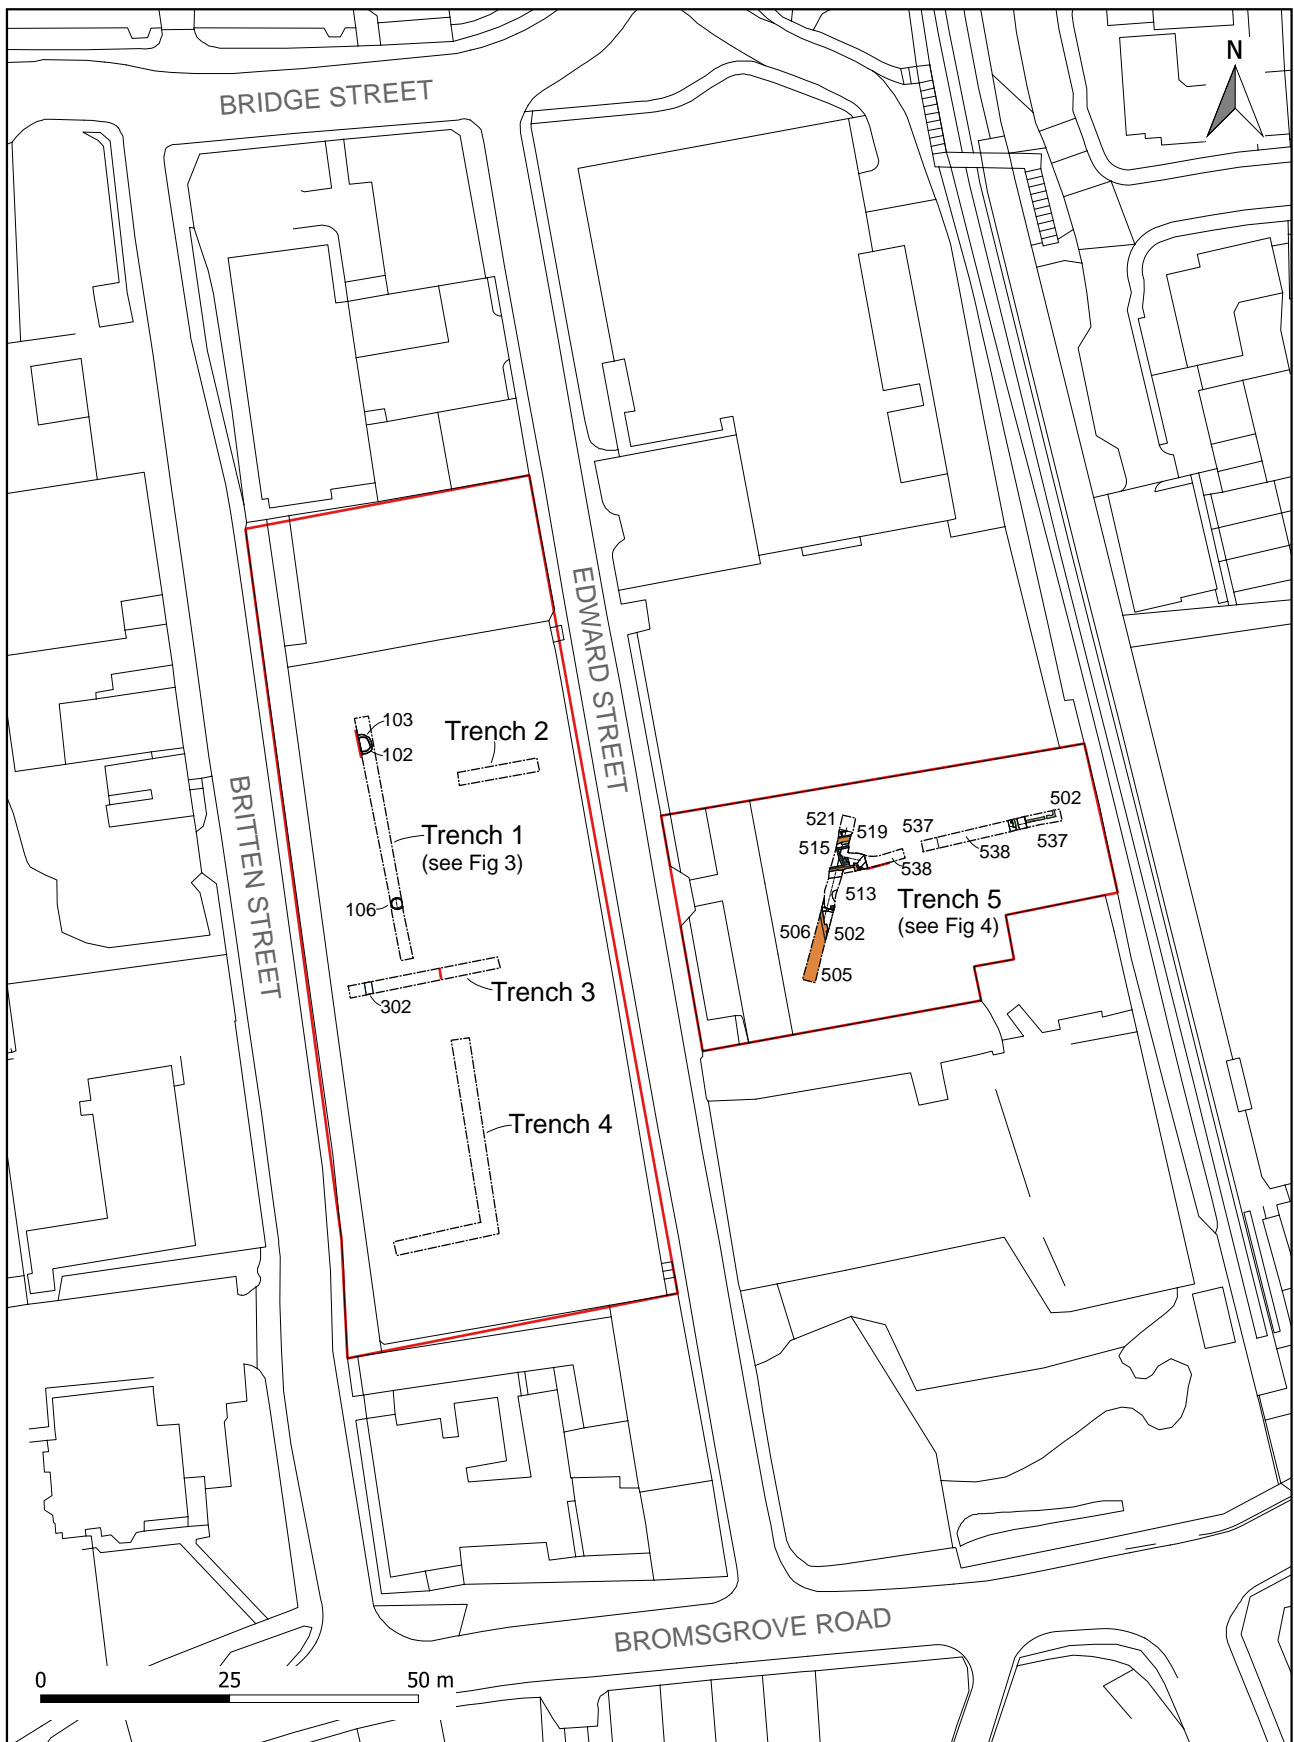 N
BRIDGE STREET
EDWARD STREET
BRITTEN STREET
103
102
Trench 2
Trench 1
(see Fig 3)
106
Trench 3
302
Trench 4
502
521
519
537
515
538
538
537
513
Trench 5
(see Fig 4)
506
502
505
BROMSGROVE ROAD
0 25 50 m